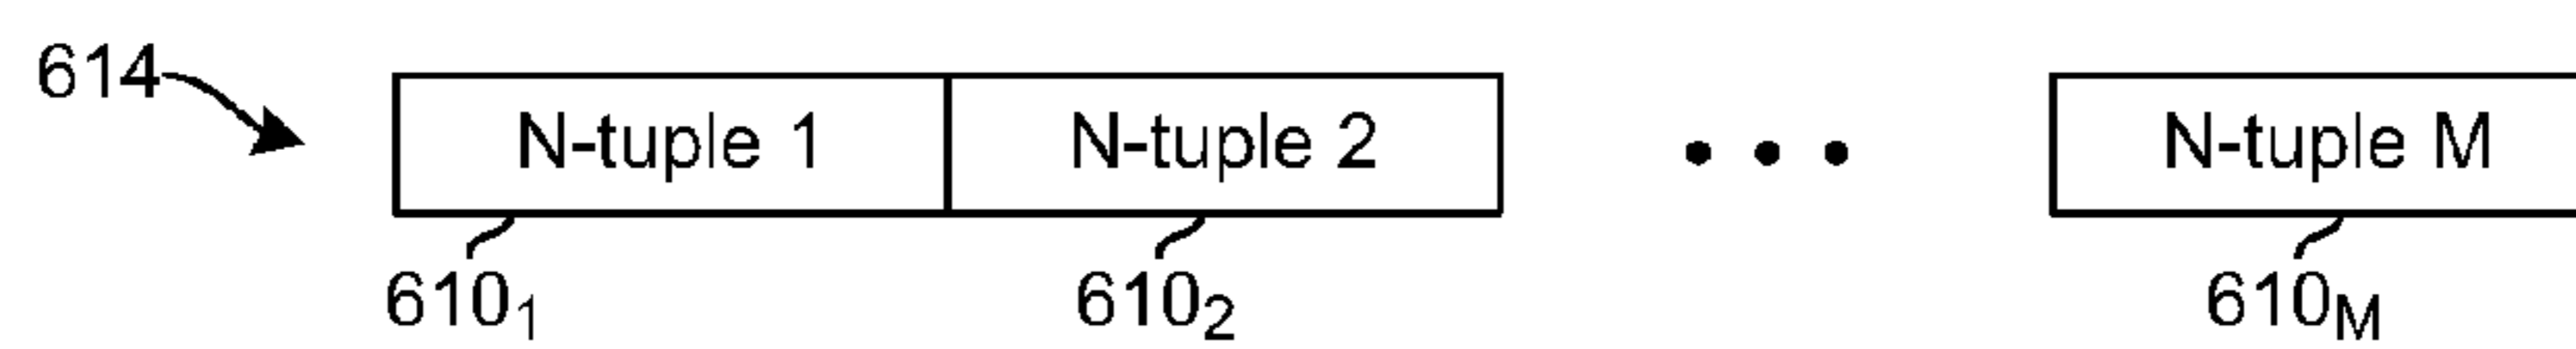 614
N-tuple 1 N-tuple 2 • • • N-tuple M
610₁ 610₂ 610M